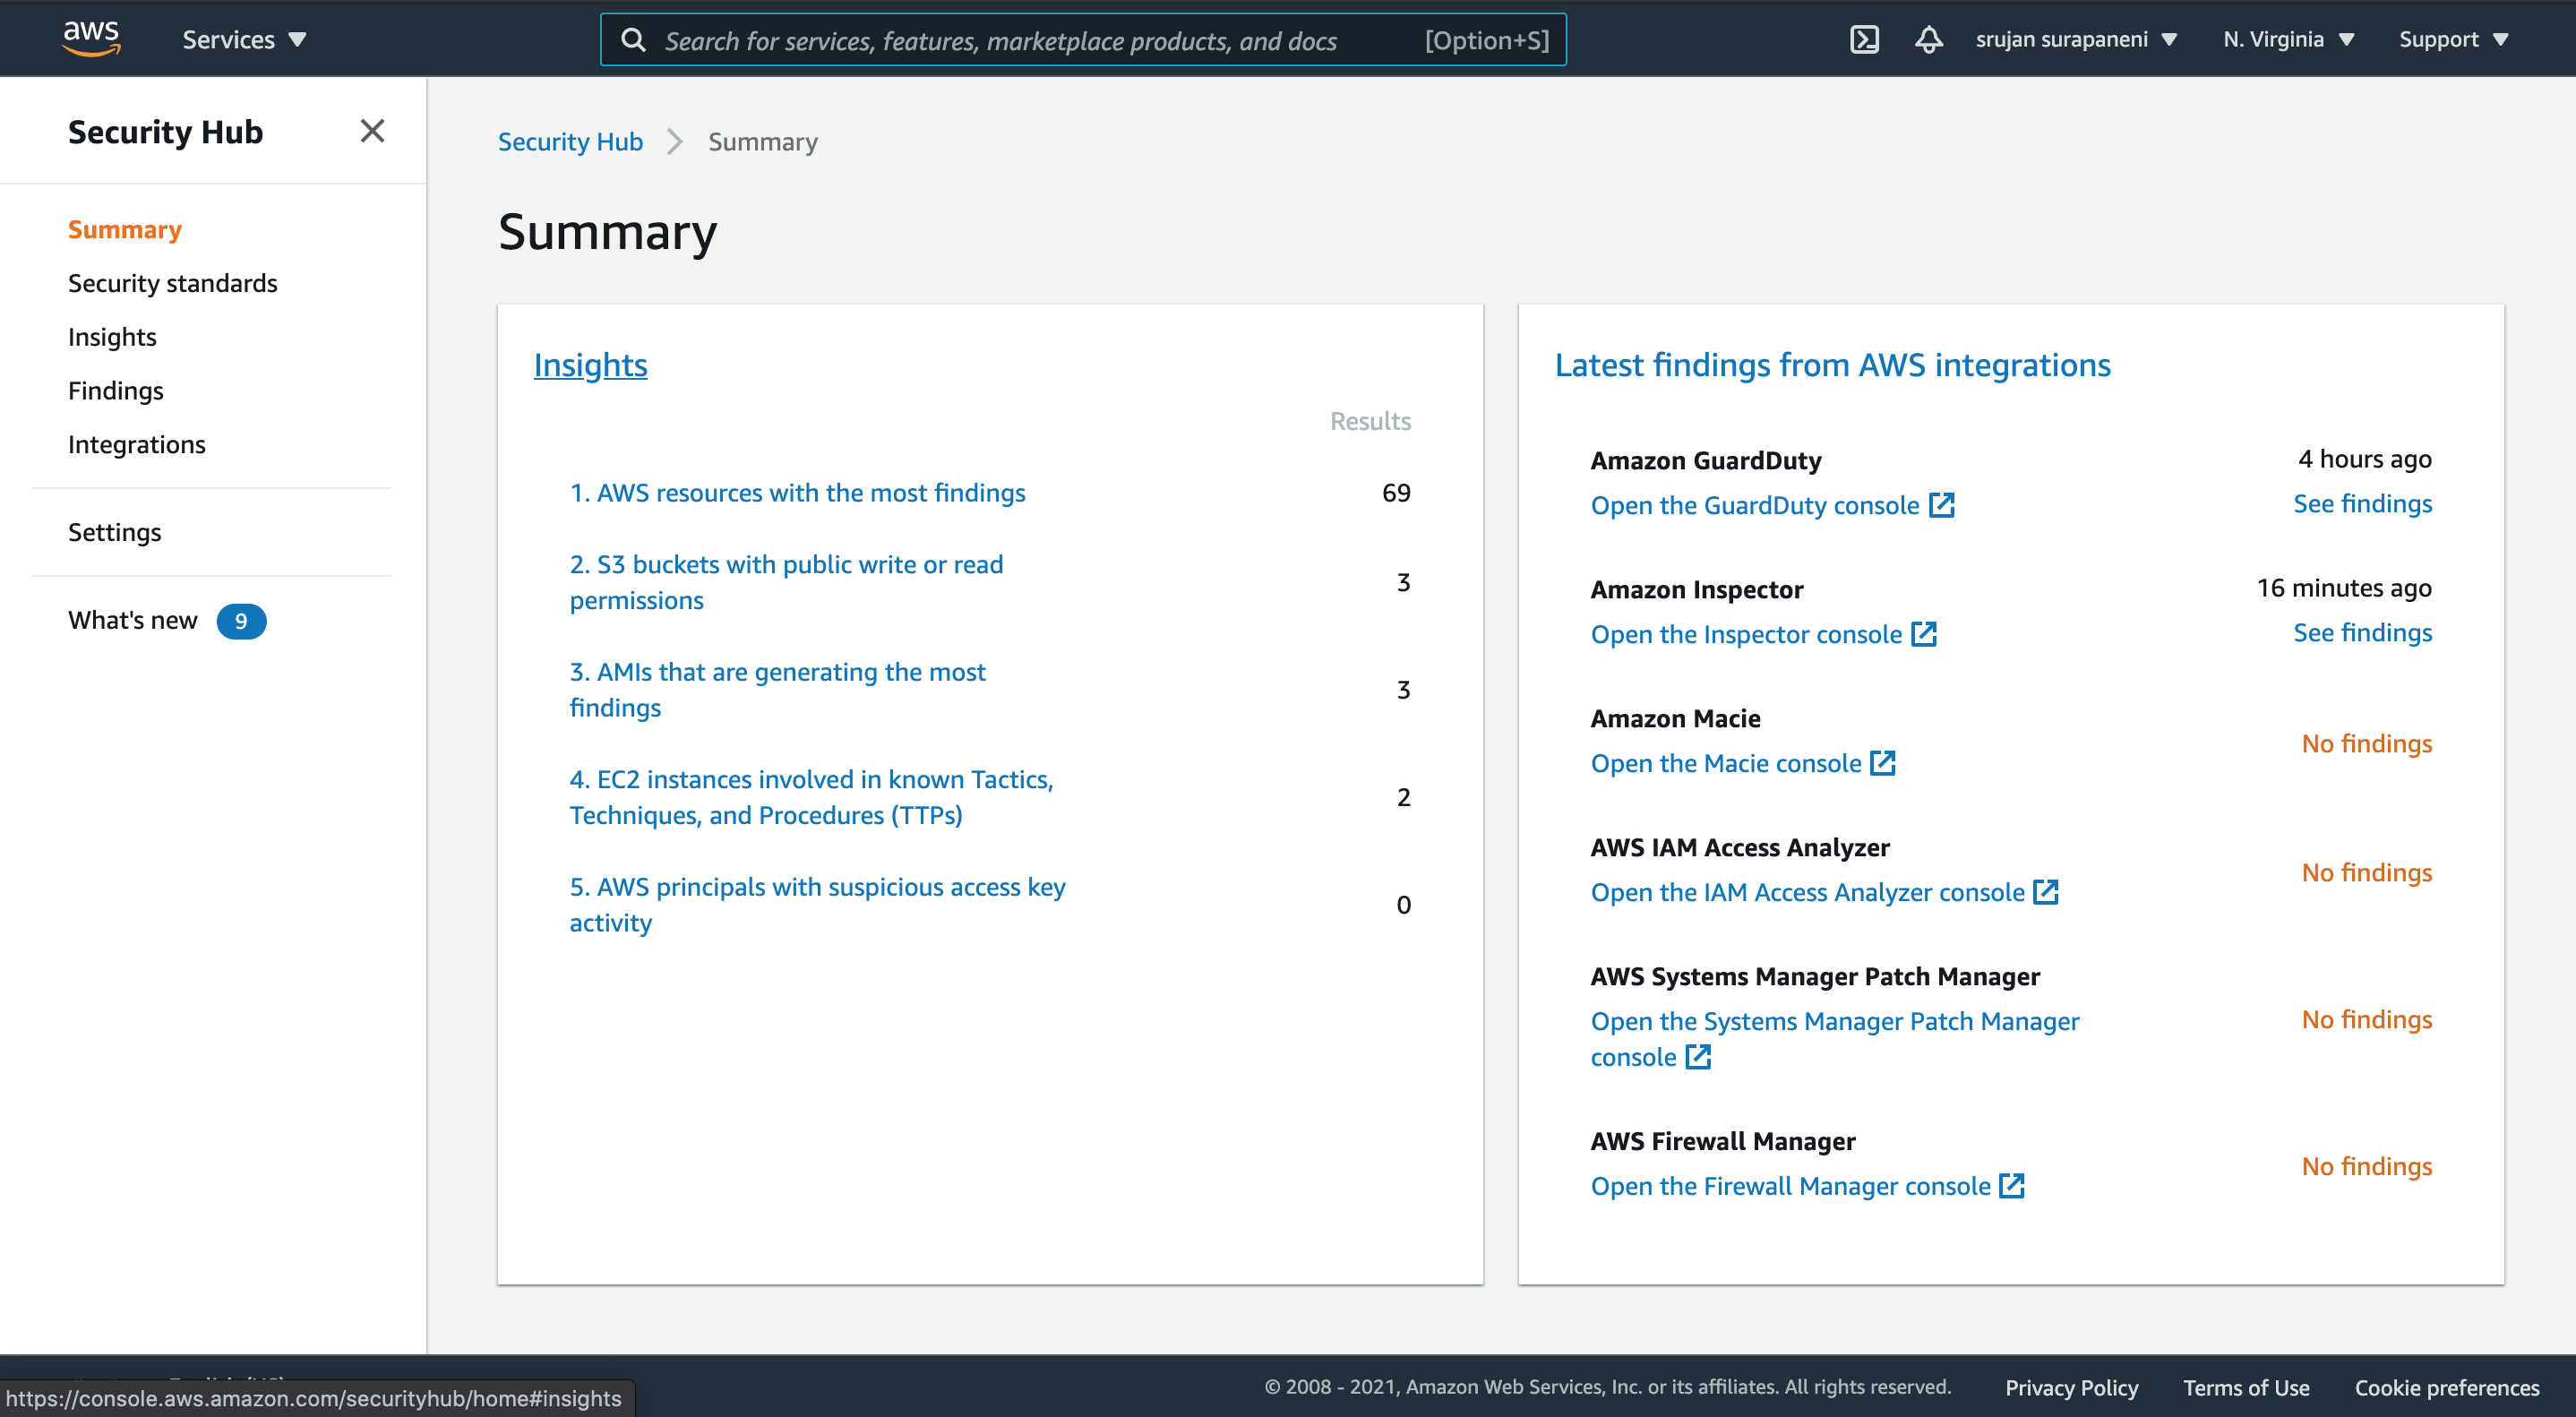 aws
Services
Search for services, features, marketplace products, and docs
[Option+S]
srujan surapaneni
N. Virginia
Support
Security Hub
Summary
Security standards
Insights
Findings
Integrations
Settings
What's new 9
Security Hub
Summary
Summary
Insights
Results
1. AWS resources with the most findings
69
2. S3 buckets with public write or read
permissions
3
3. AMIs that are generating the most
findings
3
4. EC2 instances involved in known Tactics,
Techniques, and Procedures (TTPs)
2
5. AWS principals with suspicious access key
activity
0
Latest findings from AWS integrations
Amazon GuardDuty
4 hours ago
Open the GuardDuty console
See findings
Amazon Inspector
16 minutes ago
Open the Inspector console
See findings
Amazon Macie
No findings
Open the Macie console
AWS IAM Access Analyzer
No findings
Open the IAM Access Analyzer console
AWS Systems Manager Patch Manager
Open the Systems Manager Patch Manager
console
No findings
AWS Firewall Manager
No findings
Open the Firewall Manager console
https://console.aws.amazon.com/securityhub/home#insights
© 2008 - 2021, Amazon Web Services, Inc. or its affiliates. All rights reserved.
Privacy Policy
Terms of Use
Cookie preferences